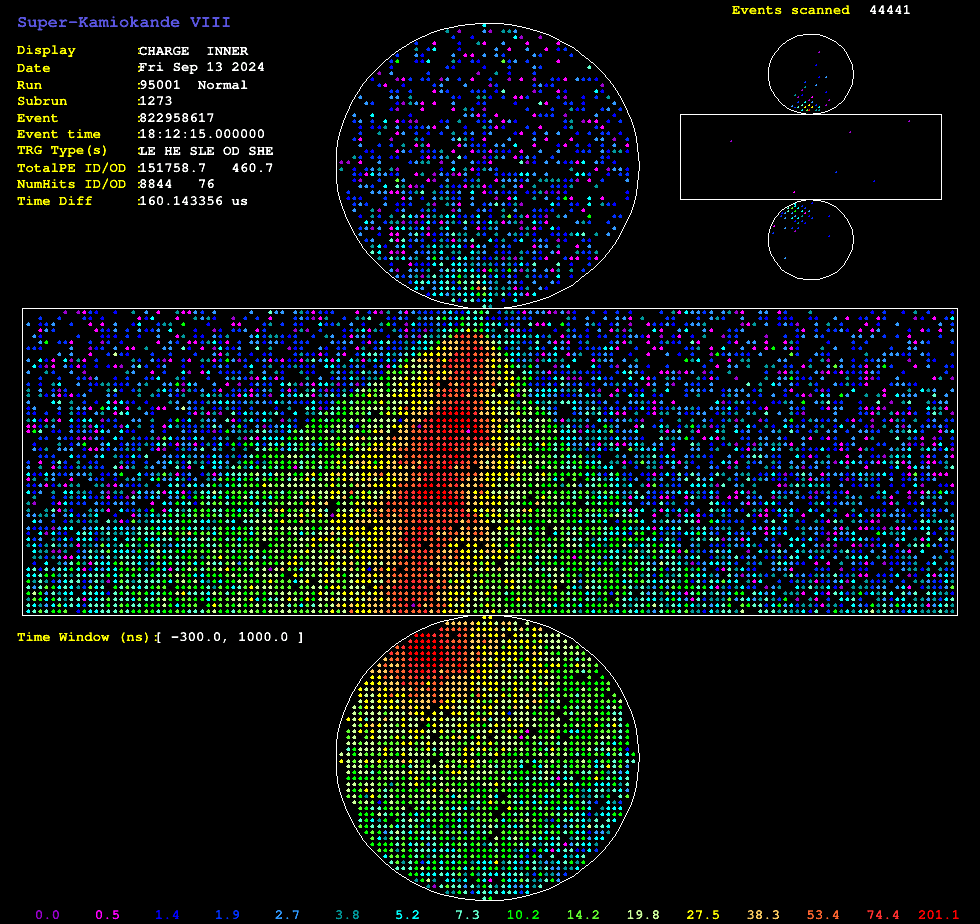 Super-Kamiokande VIII
Events scanned 44441
Display :CHARGE INNER
Date :Fri Sep 13 2024
Run :95001 Normal
Subrun :1273
Event :822958617
Event time :18:12:15.000000
TRG Type(s) :LE HE SLE OD SHE
TotalPE ID/OD :151758.7 460.7
NumHits ID/OD :8844 76
Time Diff :160.143356 us
Time Window (ns):[ -300.0, 1000.0 ]
0.0 0.5 1.4 1.9 2.7 3.8 5.2 7.3 10.2 14.2 19.8 27.5 38.3 53.4 74.4 201.1